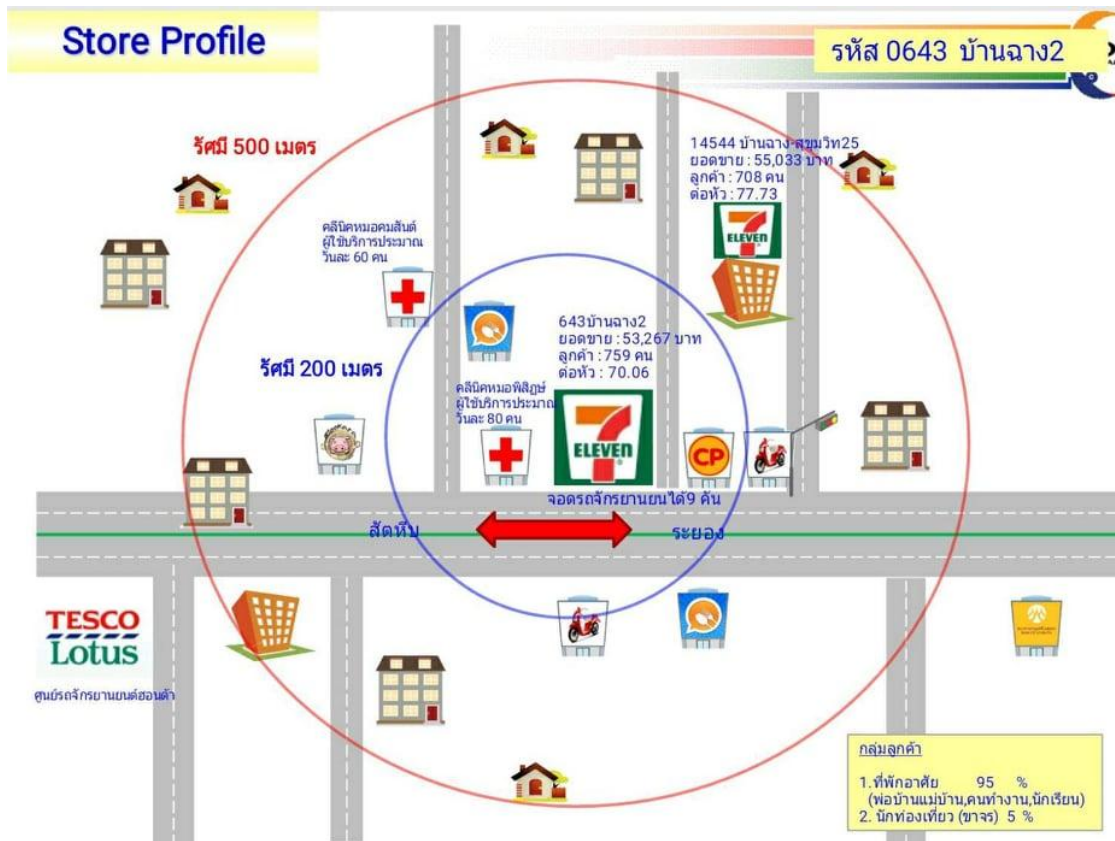 Store Profile
รหัส 0643 บ้านฉาง2
รัศมี 500 เมตร
14544 บ้านฉาง-สุขุมวิท25
ยอดขาย : 55,033 บาท
ลูกค้า : 708 คน
ต่อหัว : 77.73
7
ELEVEN
คลีนิคหมอคมสันต์
ผู้ใช้บริการประมาณ
วันละ 60 คน
รัศมี 200 เมตร
643บ้านฉาง2
ยอดขาย : 53,267 บาท
ลูกค้า : 759 คน
ต่อหัว : 70.06
คลีนิคหมอพิสิฎษ์
ผู้ใช้บริการประมาณ
วันละ 80 คน
7
ELEVEN
CP
จอดรถจักรยานยนได้9 คัน
สัตหีบ
ระยอง
TESCO
Lotus
ศูนย์รถจักรยานยนต์ฮอนด้า
กลุ่มลูกค้า
1.ที่พักอาศัย 95 %
(พ่อบ้านแม่บ้าน,คนทำงาน,นักเรียน)
2. นักท่องเที่ยว (ขาจร) 5 %